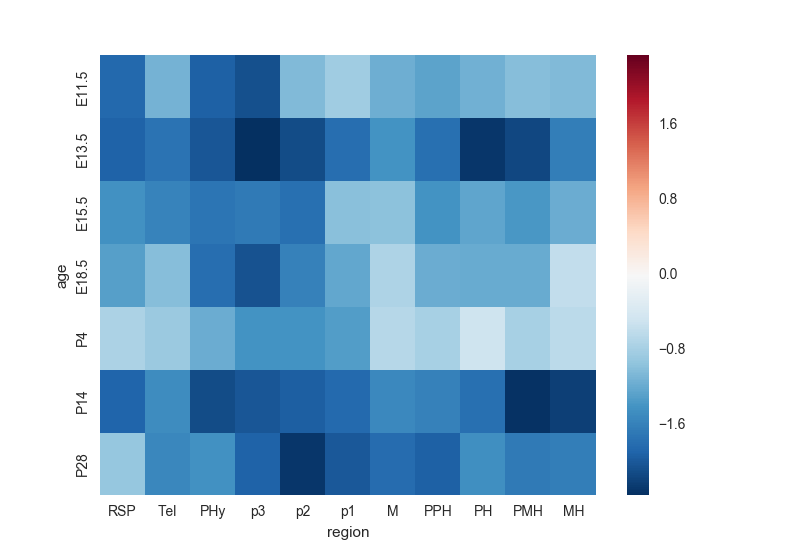 E11.5
E13.5
E15.5
E18.5
P4
P14
P28
age
RSP Tel PHy p3 p2 p1 M PPH PH PMH MH
region
1.6
0.8
0.0
−0.8
−1.6